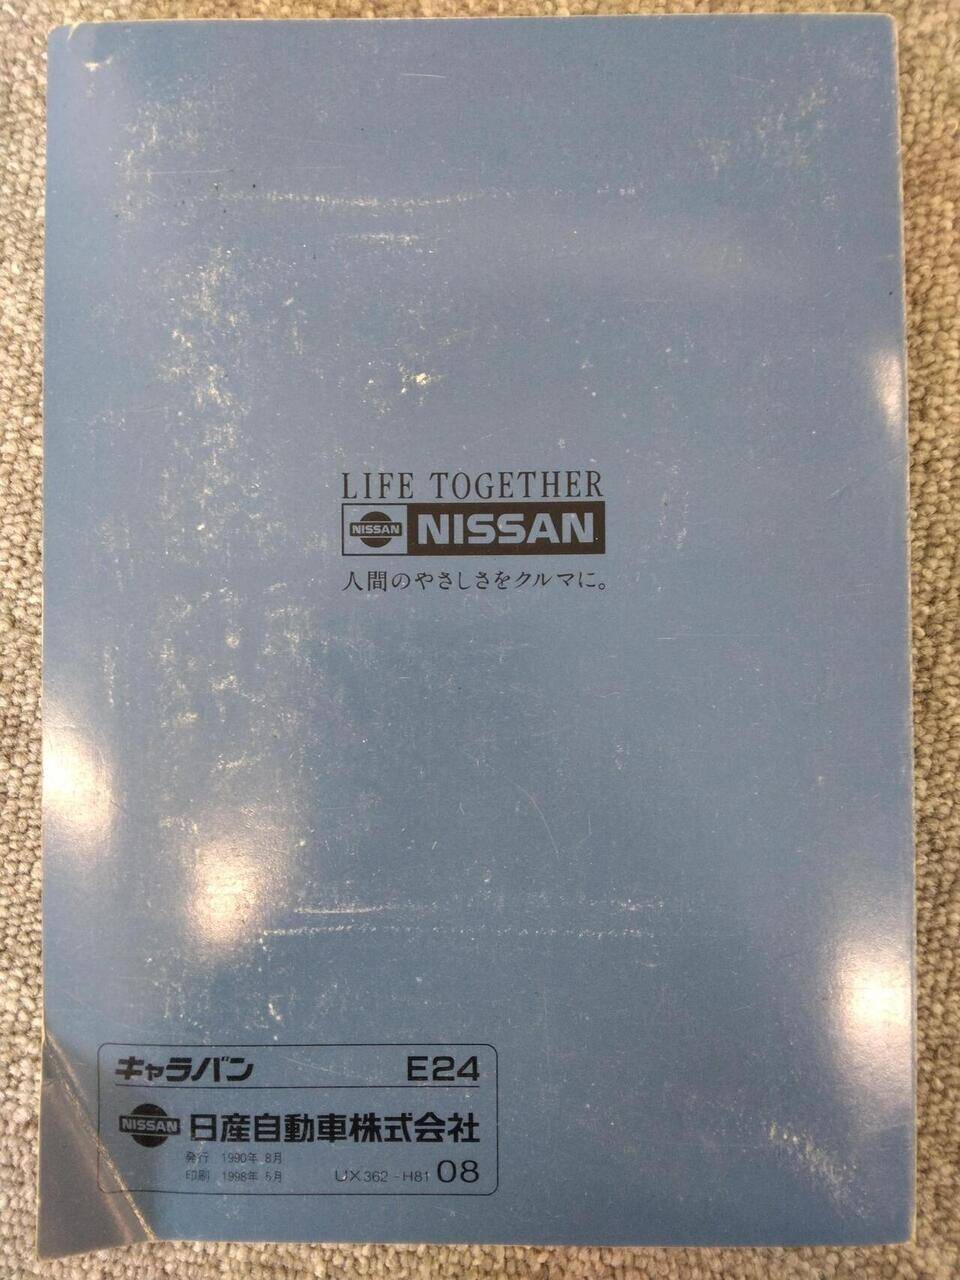 LIFE TOGETHER
NISSAN NISSAN
人間のやさしさをクルマに。
キャラバン E24
NISSAN 日産自動車株式会社
発行 1990年 8月
印刷 1998年 5月 UX362-H81 08